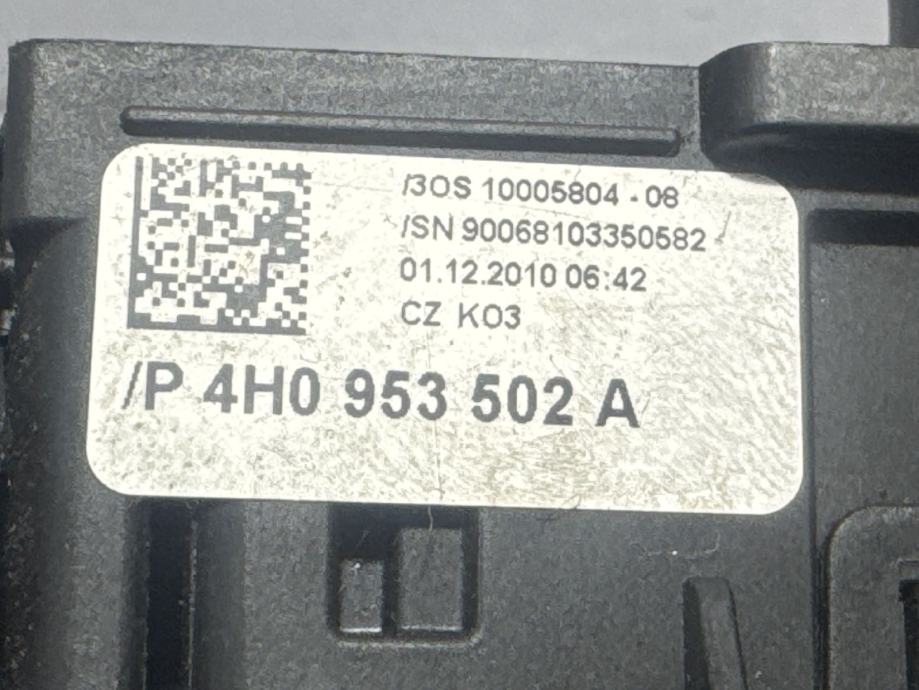 /3OS 10005804 - 08
/SN 90068103350582 -
01.12.2010 06:42
CZ K03
/P 4H0 953 502 A